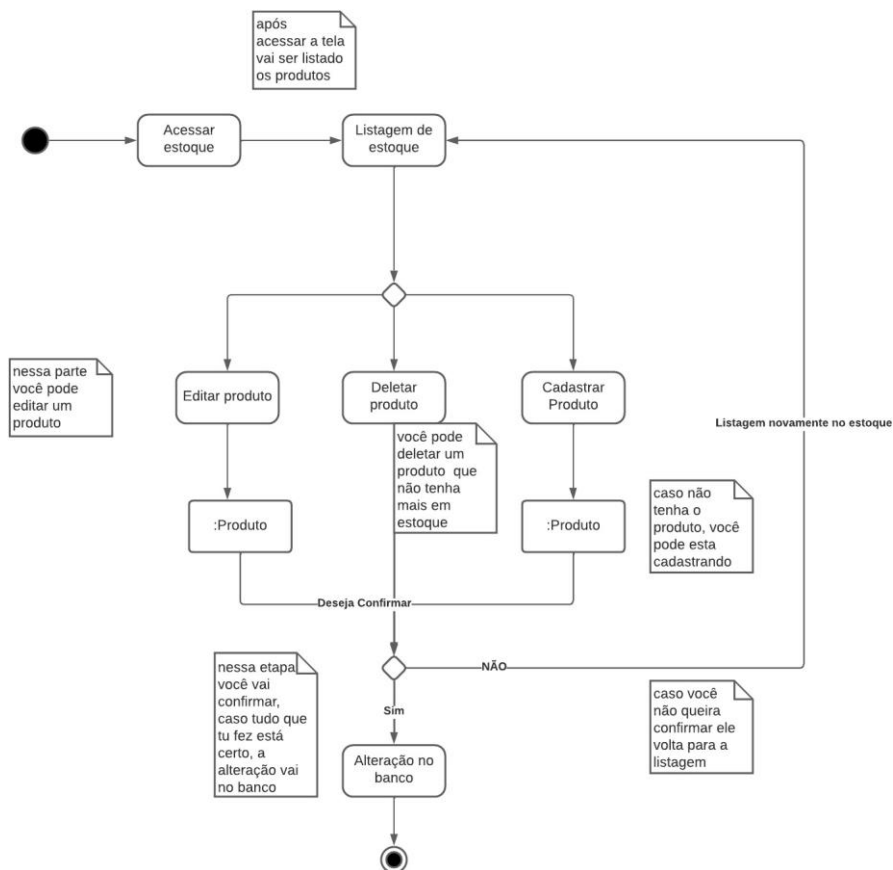 após
acessar a tela
vai ser listado
os produtos
Acessar
estoque
Listagem de
estoque
nessa parte
você pode
editar um
produto
Editar produto
Deletar
produto
Cadastrar
Produto
Listagem novamente no estoque
você pode
deletar um
produto que
não tenha
mais em
estoque
:Produto
:Produto
caso não
tenha o
produto, você
pode esta
cadastrando
Deseja Confirmar
nessa etapa
você vai
confirmar,
caso tudo que
tu fez está
certo, a
alteração vai
no banco
NÃO
Sim
caso você
não queira
confirmar ele
volta para a
listagem
Alteração no
banco